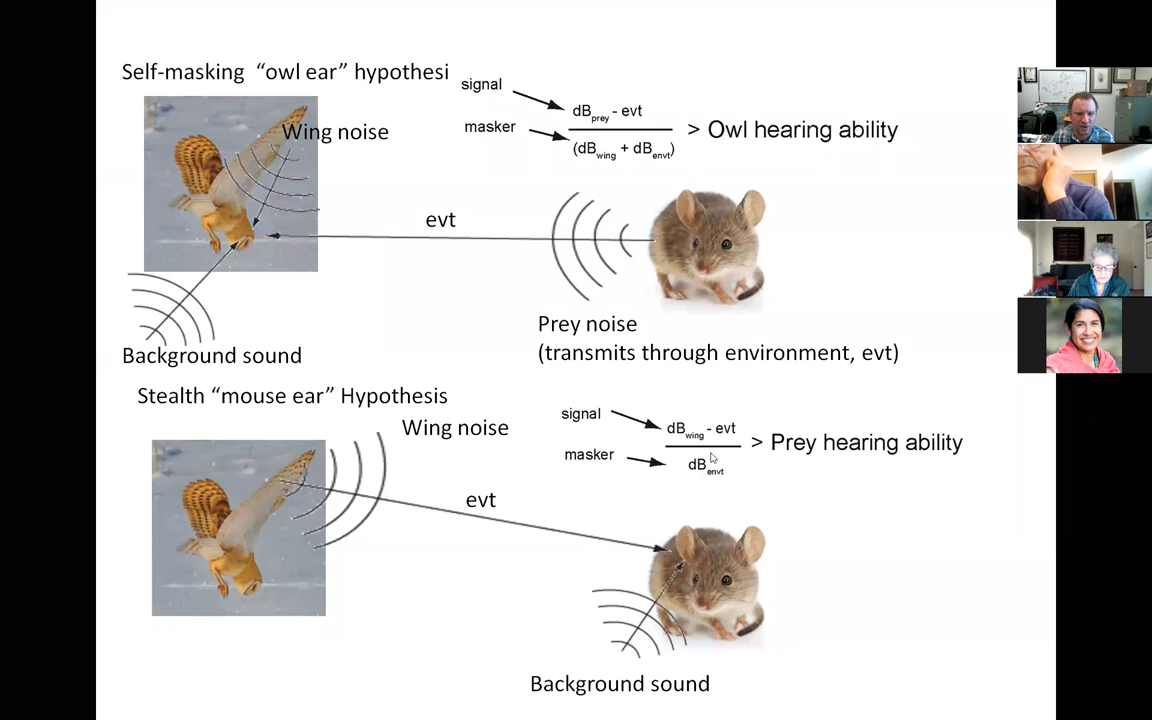 Self-masking “owl ear” hypothesi
signal
dBprey - evt
Wing noise
masker
> Owl hearing ability
(dBwing + dBenvt)
evt
Prey noise
Background sound
(transmits through environment, evt)
Stealth “mouse ear” Hypothesis
signal
Wing noise
dBwing - evt
> Prey hearing ability
masker
dBenvt
evt
Background sound